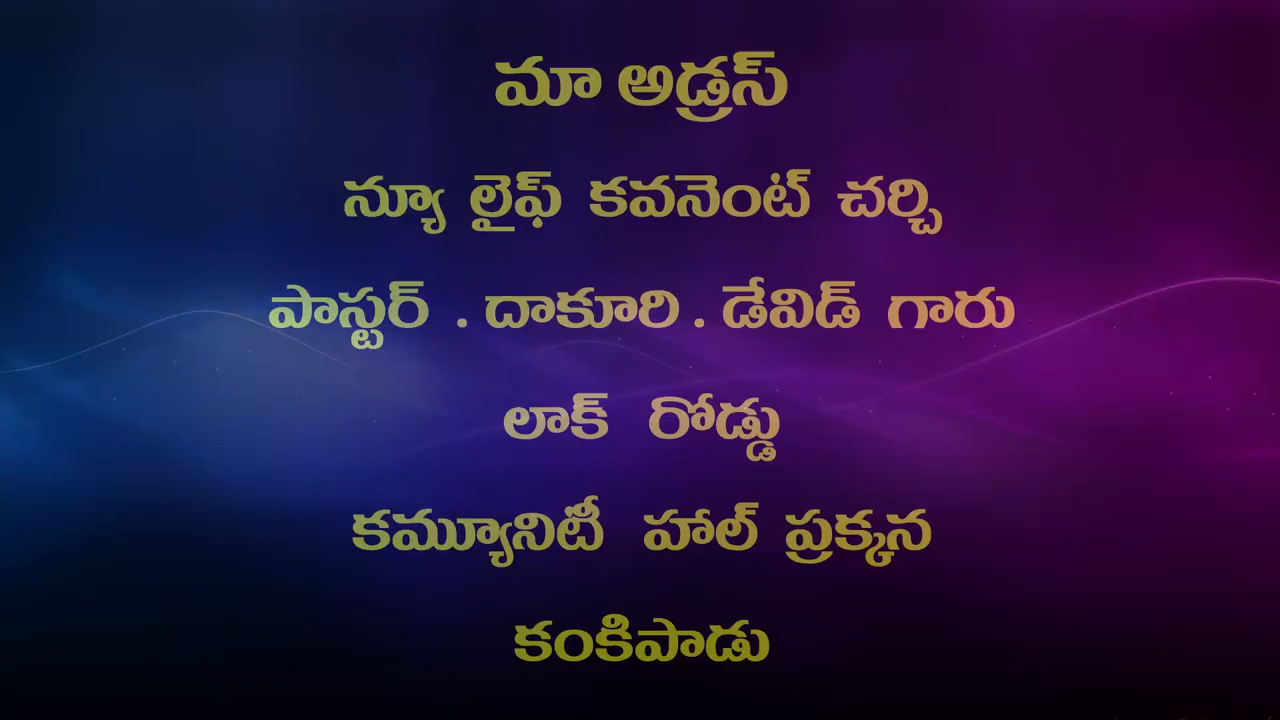 మా అడ్రస్
న్యూ లైఫ్ కవనెంట్ చర్చి
పాస్టర్ . దాకూరి . డేవిడ్ గారు
లాక్ రోడ్డు
కమ్యూనిటీ హాల్ ప్రక్కన
కంకిపాడు